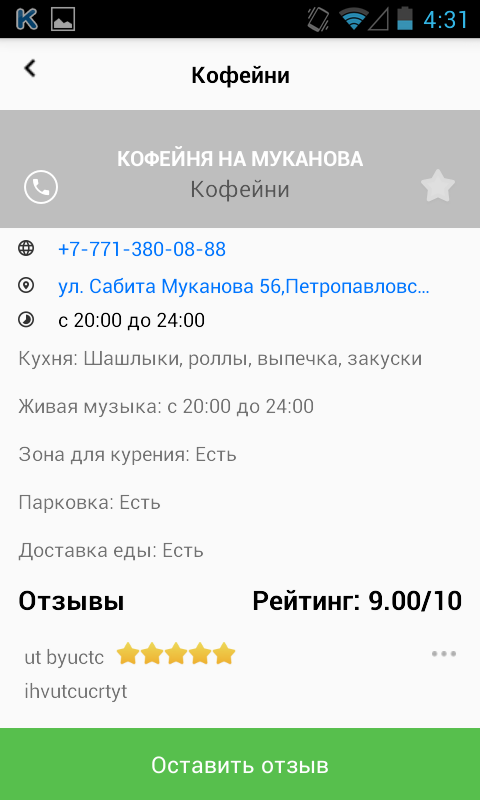 4:31
Кофейни
КОФЕЙНЯ НА МУКАНОВА
Кофейни
+7-771-380-08-88
ул. Сабита Муканова 56,Петропавловс...
с 20:00 до 24:00
Кухня: Шашлыки, роллы, выпечка, закуски
Живая музыка: с 20:00 до 24:00
Зона для курения: Есть
Парковка: Есть
Доставка еды: Есть
Отзывы Рейтинг: 9.00/10
ut byuctc
ihvutcucrtyt
Оставить отзыв